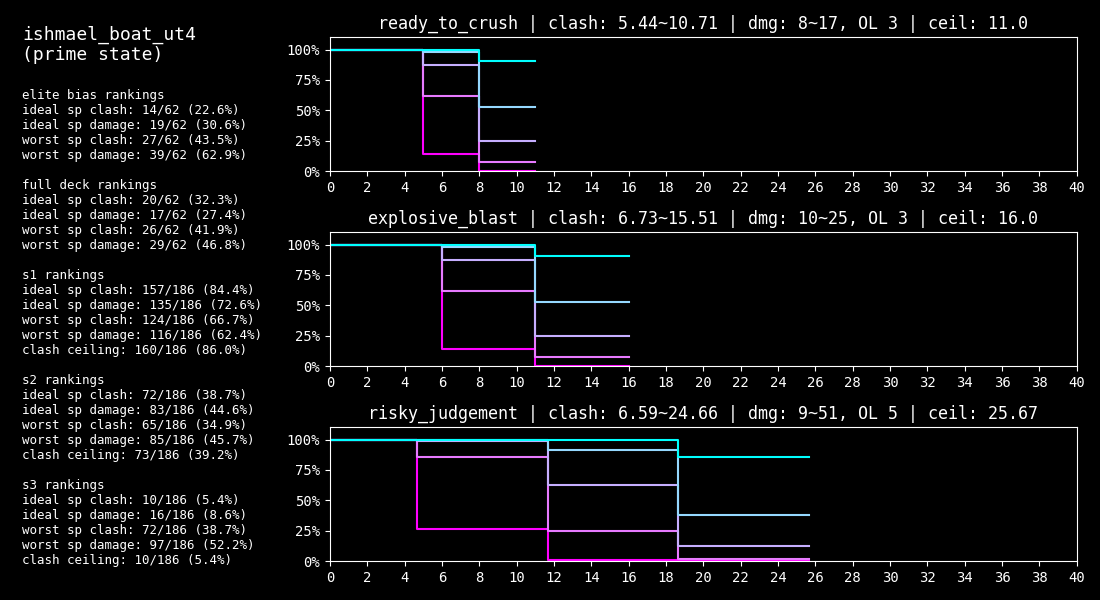 ishmael_boat_ut4
(prime state)
elite bias rankings
ideal sp clash: 14/62 (22.6%)
ideal sp damage: 19/62 (30.6%)
worst sp clash: 27/62 (43.5%)
worst sp damage: 39/62 (62.9%)
full deck rankings
ideal sp clash: 20/62 (32.3%)
ideal sp damage: 17/62 (27.4%)
worst sp clash: 26/62 (41.9%)
worst sp damage: 29/62 (46.8%)
s1 rankings
ideal sp clash: 157/186 (84.4%)
ideal sp damage: 135/186 (72.6%)
worst sp clash: 124/186 (66.7%)
worst sp damage: 116/186 (62.4%)
clash ceiling: 160/186 (86.0%)
s2 rankings
ideal sp clash: 72/186 (38.7%)
ideal sp damage: 83/186 (44.6%)
worst sp clash: 65/186 (34.9%)
worst sp damage: 85/186 (45.7%)
clash ceiling: 73/186 (39.2%)
s3 rankings
ideal sp clash: 10/186 (5.4%)
ideal sp damage: 16/186 (8.6%)
worst sp clash: 72/186 (38.7%)
worst sp damage: 97/186 (52.2%)
clash ceiling: 10/186 (5.4%)
ready_to_crush | clash: 5.44~10.71 | dmg: 8~17, OL 3 | ceil: 11.0
100%
75%
50%
25%
0%
0 2 4 6 8 10 12 14 16 18 20 22 24 26 28 30 32 34 36 38 40
explosive_blast | clash: 6.73~15.51 | dmg: 10~25, OL 3 | ceil: 16.0
100%
75%
50%
25%
0%
0 2 4 6 8 10 12 14 16 18 20 22 24 26 28 30 32 34 36 38 40
risky_judgement | clash: 6.59~24.66 | dmg: 9~51, OL 5 | ceil: 25.67
100%
75%
50%
25%
0%
0 2 4 6 8 10 12 14 16 18 20 22 24 26 28 30 32 34 36 38 40